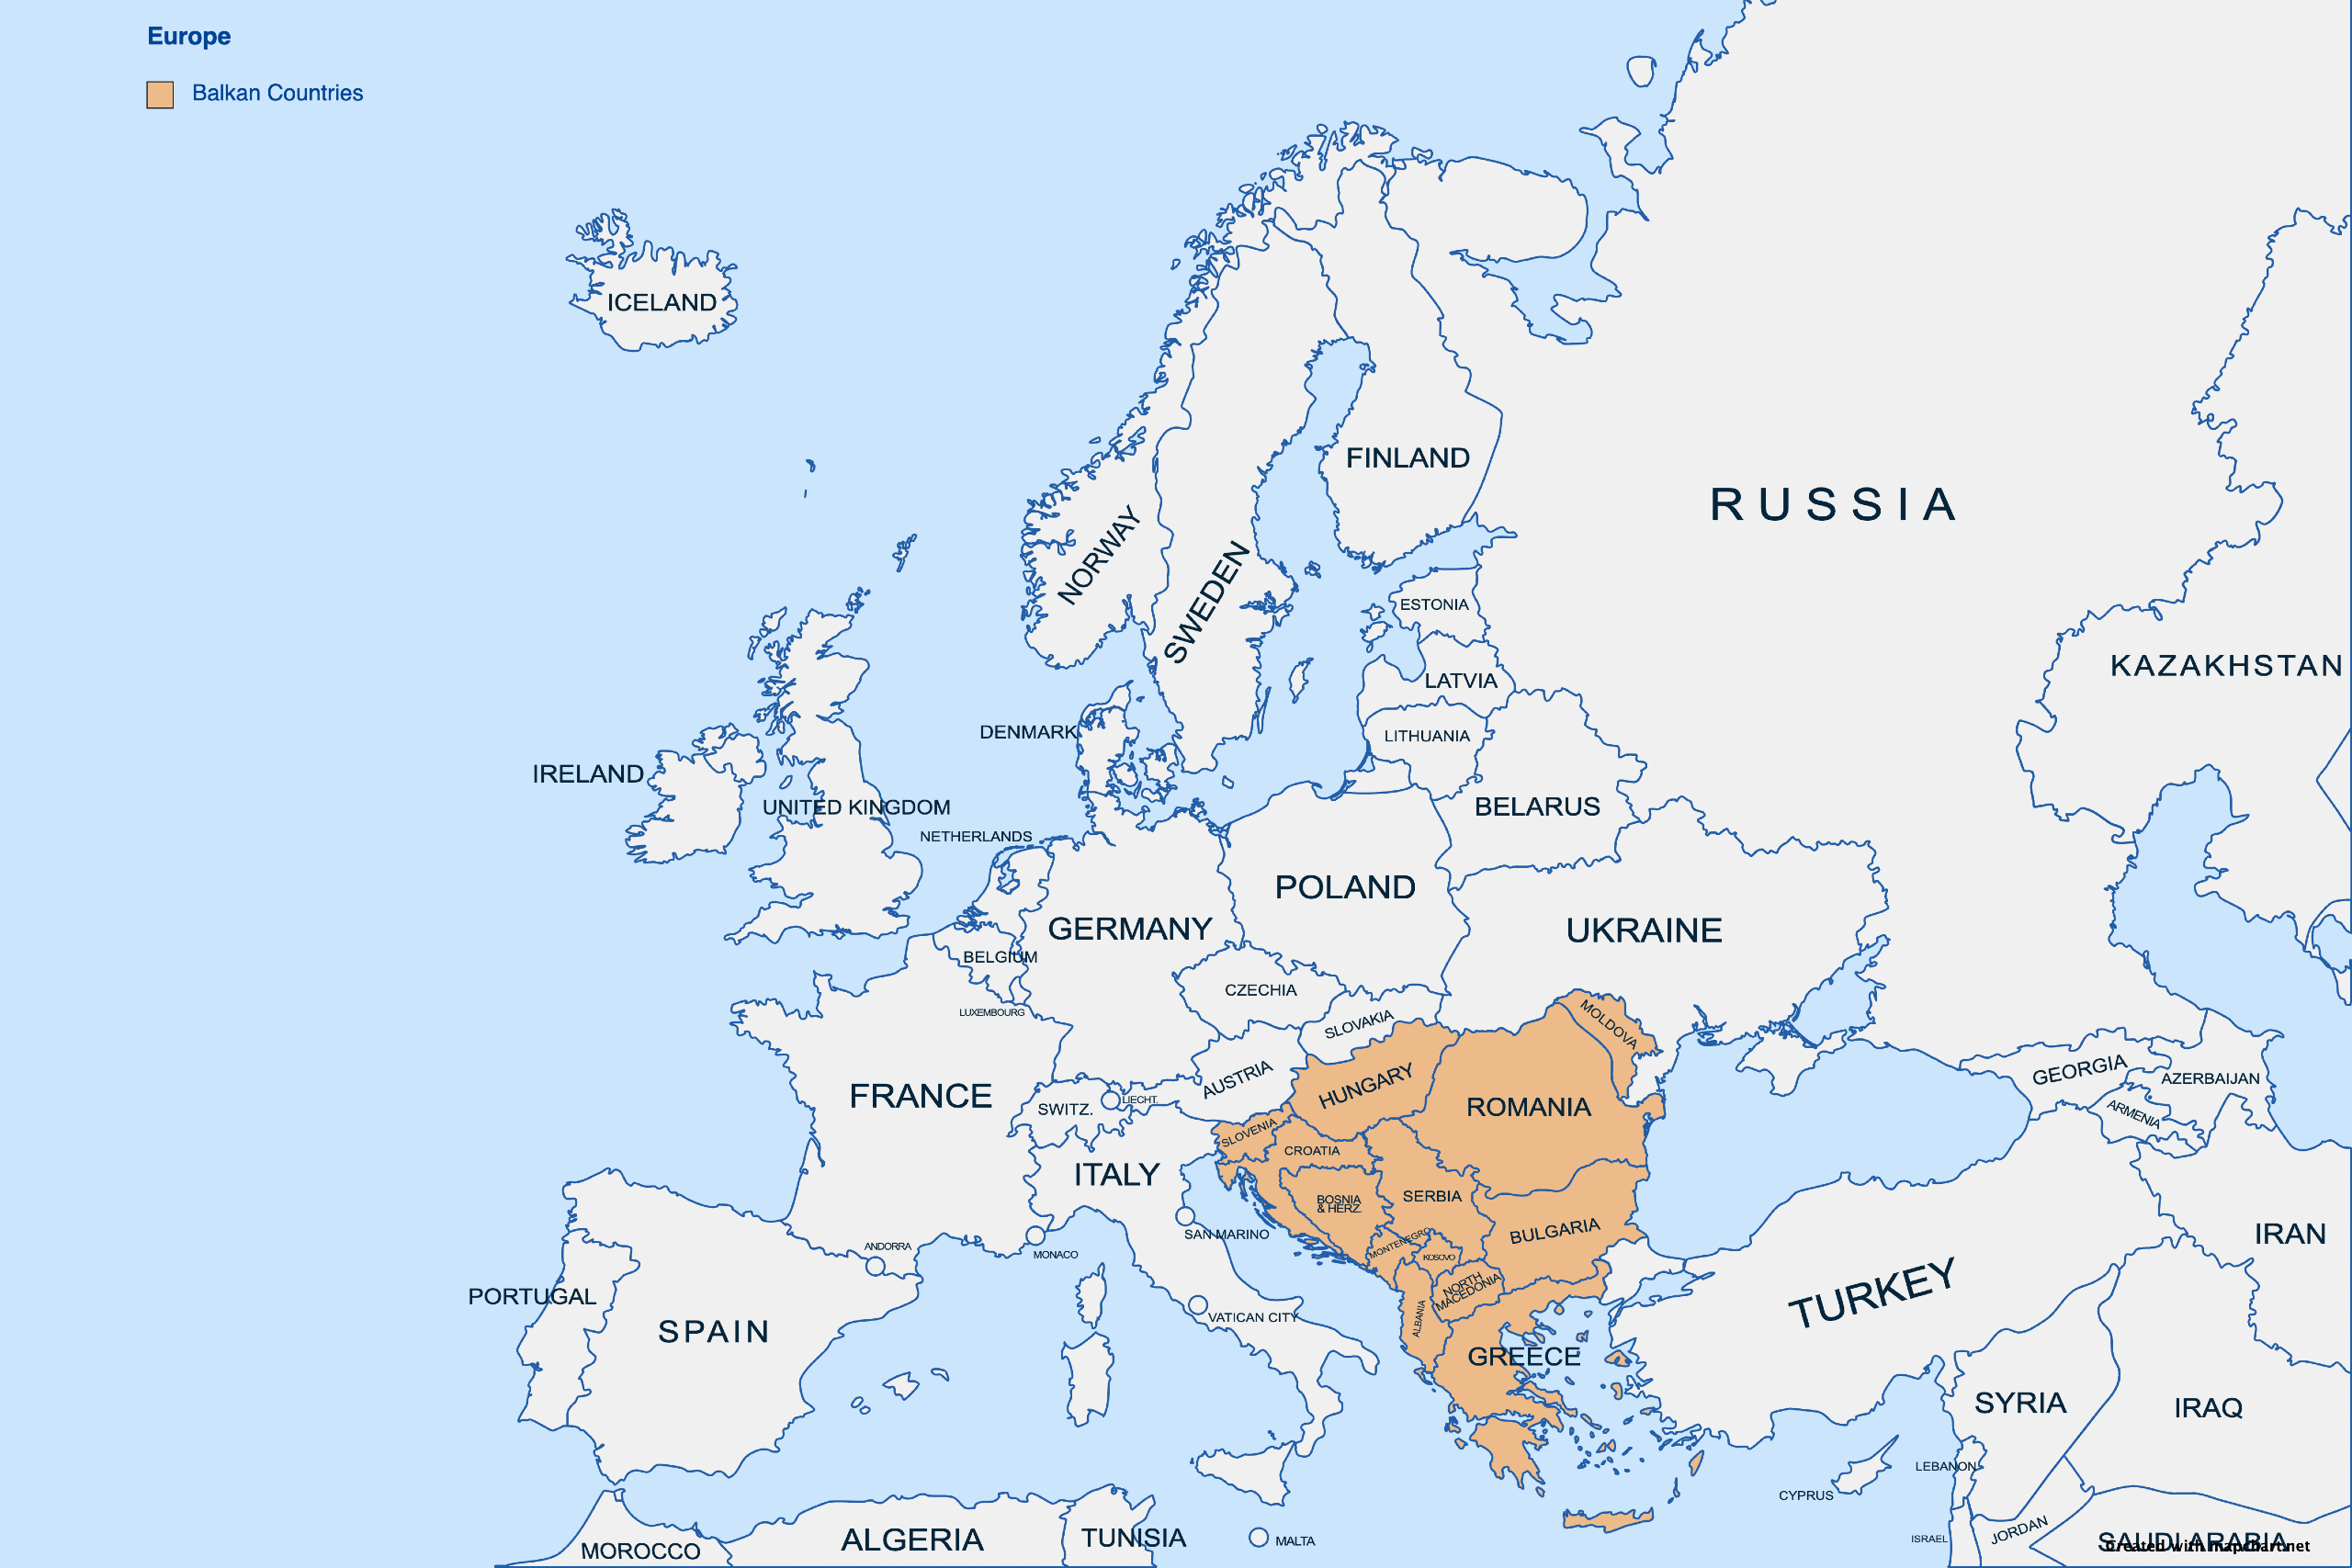 Europe
Balkan Countries
ICELAND
FINLAND
RUSSIA
NORWAY
SWEDEN
ESTONIA
KAZAKHSTAN
LATVIA
DENMARK
LITHUANIA
IRELAND
UNITED KINGDOM
BELARUS
NETHERLANDS
POLAND
GERMANY
UKRAINE
BELGIUM
CZECHIA
LUXEMBOURG
SLOVAKIA
MOLDOVA
GEORGIA
AZERBAIJAN
AUSTRIA
HUNGARY
FRANCE
SWITZ.
LIECHT.
ROMANIA
ARMENIA
SLOVENIA
CROATIA
ITALY
SERBIA
BOSNIA
& HERZ.
BULGARIA
SAN MARINO
IRAN
ANDORRA
MONACO
MONTENEGRO
KOSOVO
NORTH
MACEDONIA
TURKEY
PORTUGAL
VATICAN CITY
ALBANIA
SPAIN
GREECE
SYRIA
IRAQ
LEBANON
CYPRUS
ALGERIA
TUNISIA
MALTA
ISRAEL
JORDAN
SAUDI ARABIA
Created with mapchart.net
MOROCCO